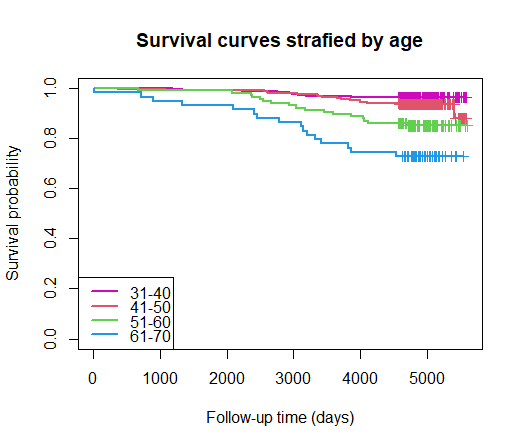 Survival curves strafied by age
Survival probability
1.0
0.8
0.6
0.4
0.2
0.0
31-40
41-50
51-60
61-70
0 1000 2000 3000 4000 5000
Follow-up time (days)